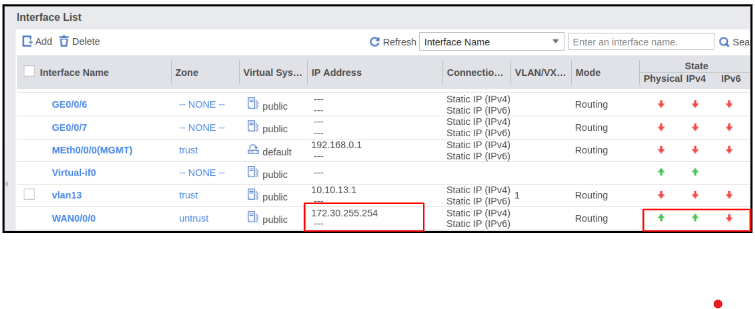 Interface List
Add Delete Refresh Interface Name Enter an interface name. Sea
Interface Name Zone Virtual Sys... IP Address Connectio... VLAN/VX... Mode State
Physical IPv4 IPv6
GE0/0/6 -- NONE -- public --- Static IP (IPv4) Routing
--- Static IP (IPv6)
GE0/0/7 -- NONE -- public --- Static IP (IPv4) Routing
--- Static IP (IPv6)
MEth0/0/0(MGMT) trust default 192.168.0.1 Static IP (IPv4) Routing
--- Static IP (IPv6)
Virtual-if0 -- NONE -- public ---
vlan13 trust public 10.10.13.1 Static IP (IPv4) 1 Routing
--- Static IP (IPv6)
WAN0/0/0 untrust public 172.30.255.254 Static IP (IPv4) Routing
--- Static IP (IPv6)